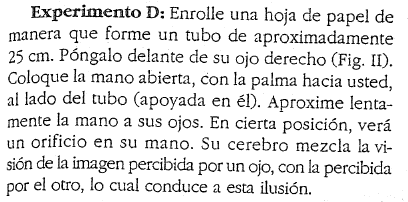 Experimento D: Enrolle una hoja de papel de
manera que forme un tubo de aproximadamente
25 cm. Póngalo delante de su ojo derecho (Fig. II).
Coloque la mano abierta, con la palma hacia usted,
al lado del tubo (apoyada en él). Aproxime lenta-
mente la mano a sus ojos. En cierta posición, verá
un orificio en su mano. Su cerebro mezcla la vi-
sión de la imagen percibida por un ojo, con la percibida
por el otro, lo cual conduce a esta ilusión.